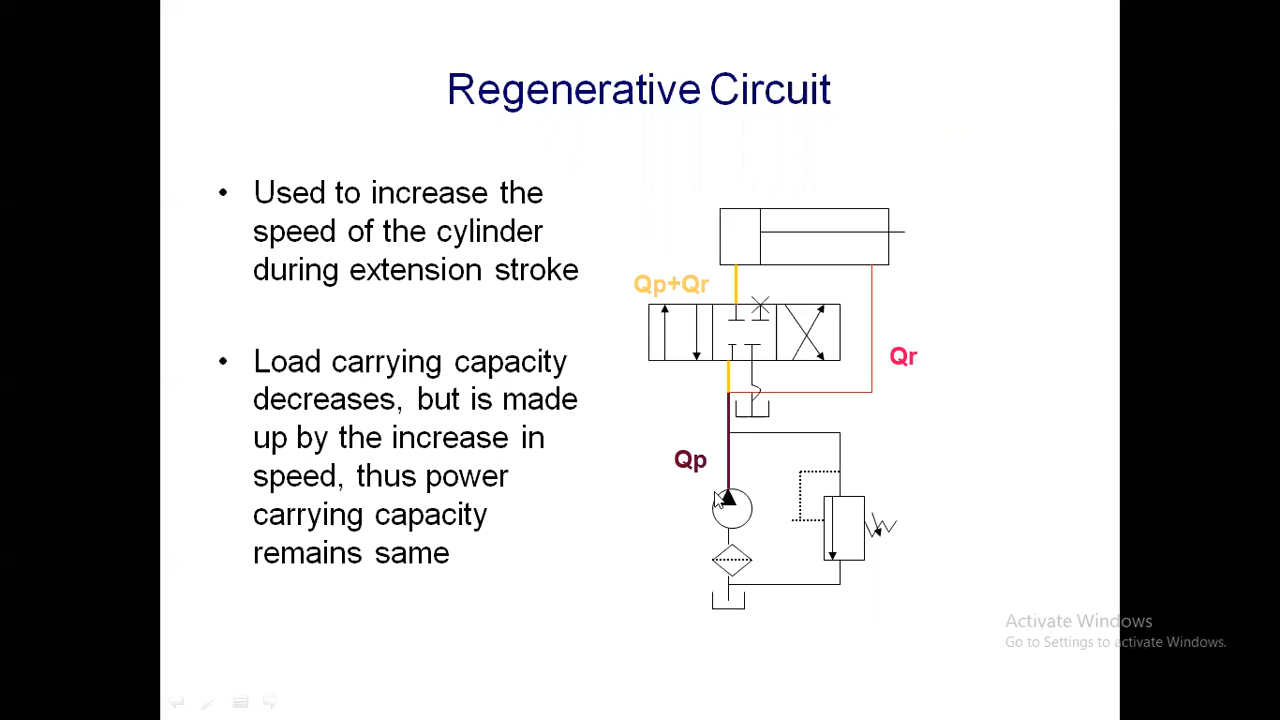 Regenerative Circuit
• Used to increase the
speed of the cylinder
during extension stroke
• Load carrying capacity
decreases, but is made
up by the increase in
speed, thus power
carrying capacity
remains same
Qp+Qr
Qr
Qp
Activate Windows
Go to Settings to activate Windows.